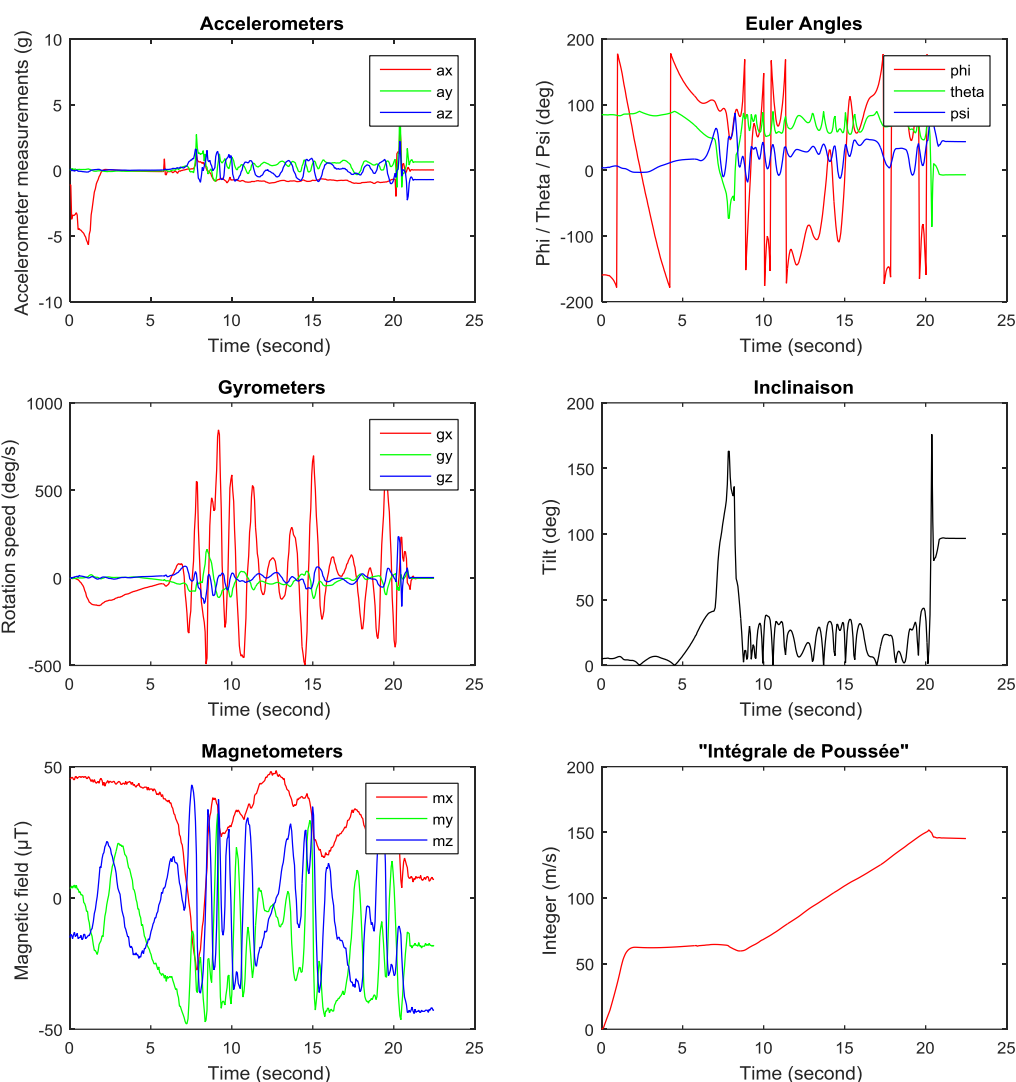 Accelerometers
Accelerometer measurements (g)
10
5
0
-5
-10
ax
ay
az
0 5 10 15 20 25
Time (second)
Euler Angles
Phi / Theta / Psi (deg)
200
100
0
-100
-200
phi
theta
psi
0 5 10 15 20 25
Time (second)
Gyrometers
Rotation speed (deg/s)
1000
500
0
-500
gx
gy
gz
0 5 10 15 20 25
Time (second)
Inclinaison
Tilt (deg)
200
150
100
50
0
0 5 10 15 20 25
Time (second)
Magnetometers
Magnetic field (µT)
50
0
-50
mx
my
mz
0 5 10 15 20 25
Time (second)
"Intégrale de Poussée"
Integer (m/s)
200
150
100
50
0
0 5 10 15 20 25
Time (second)